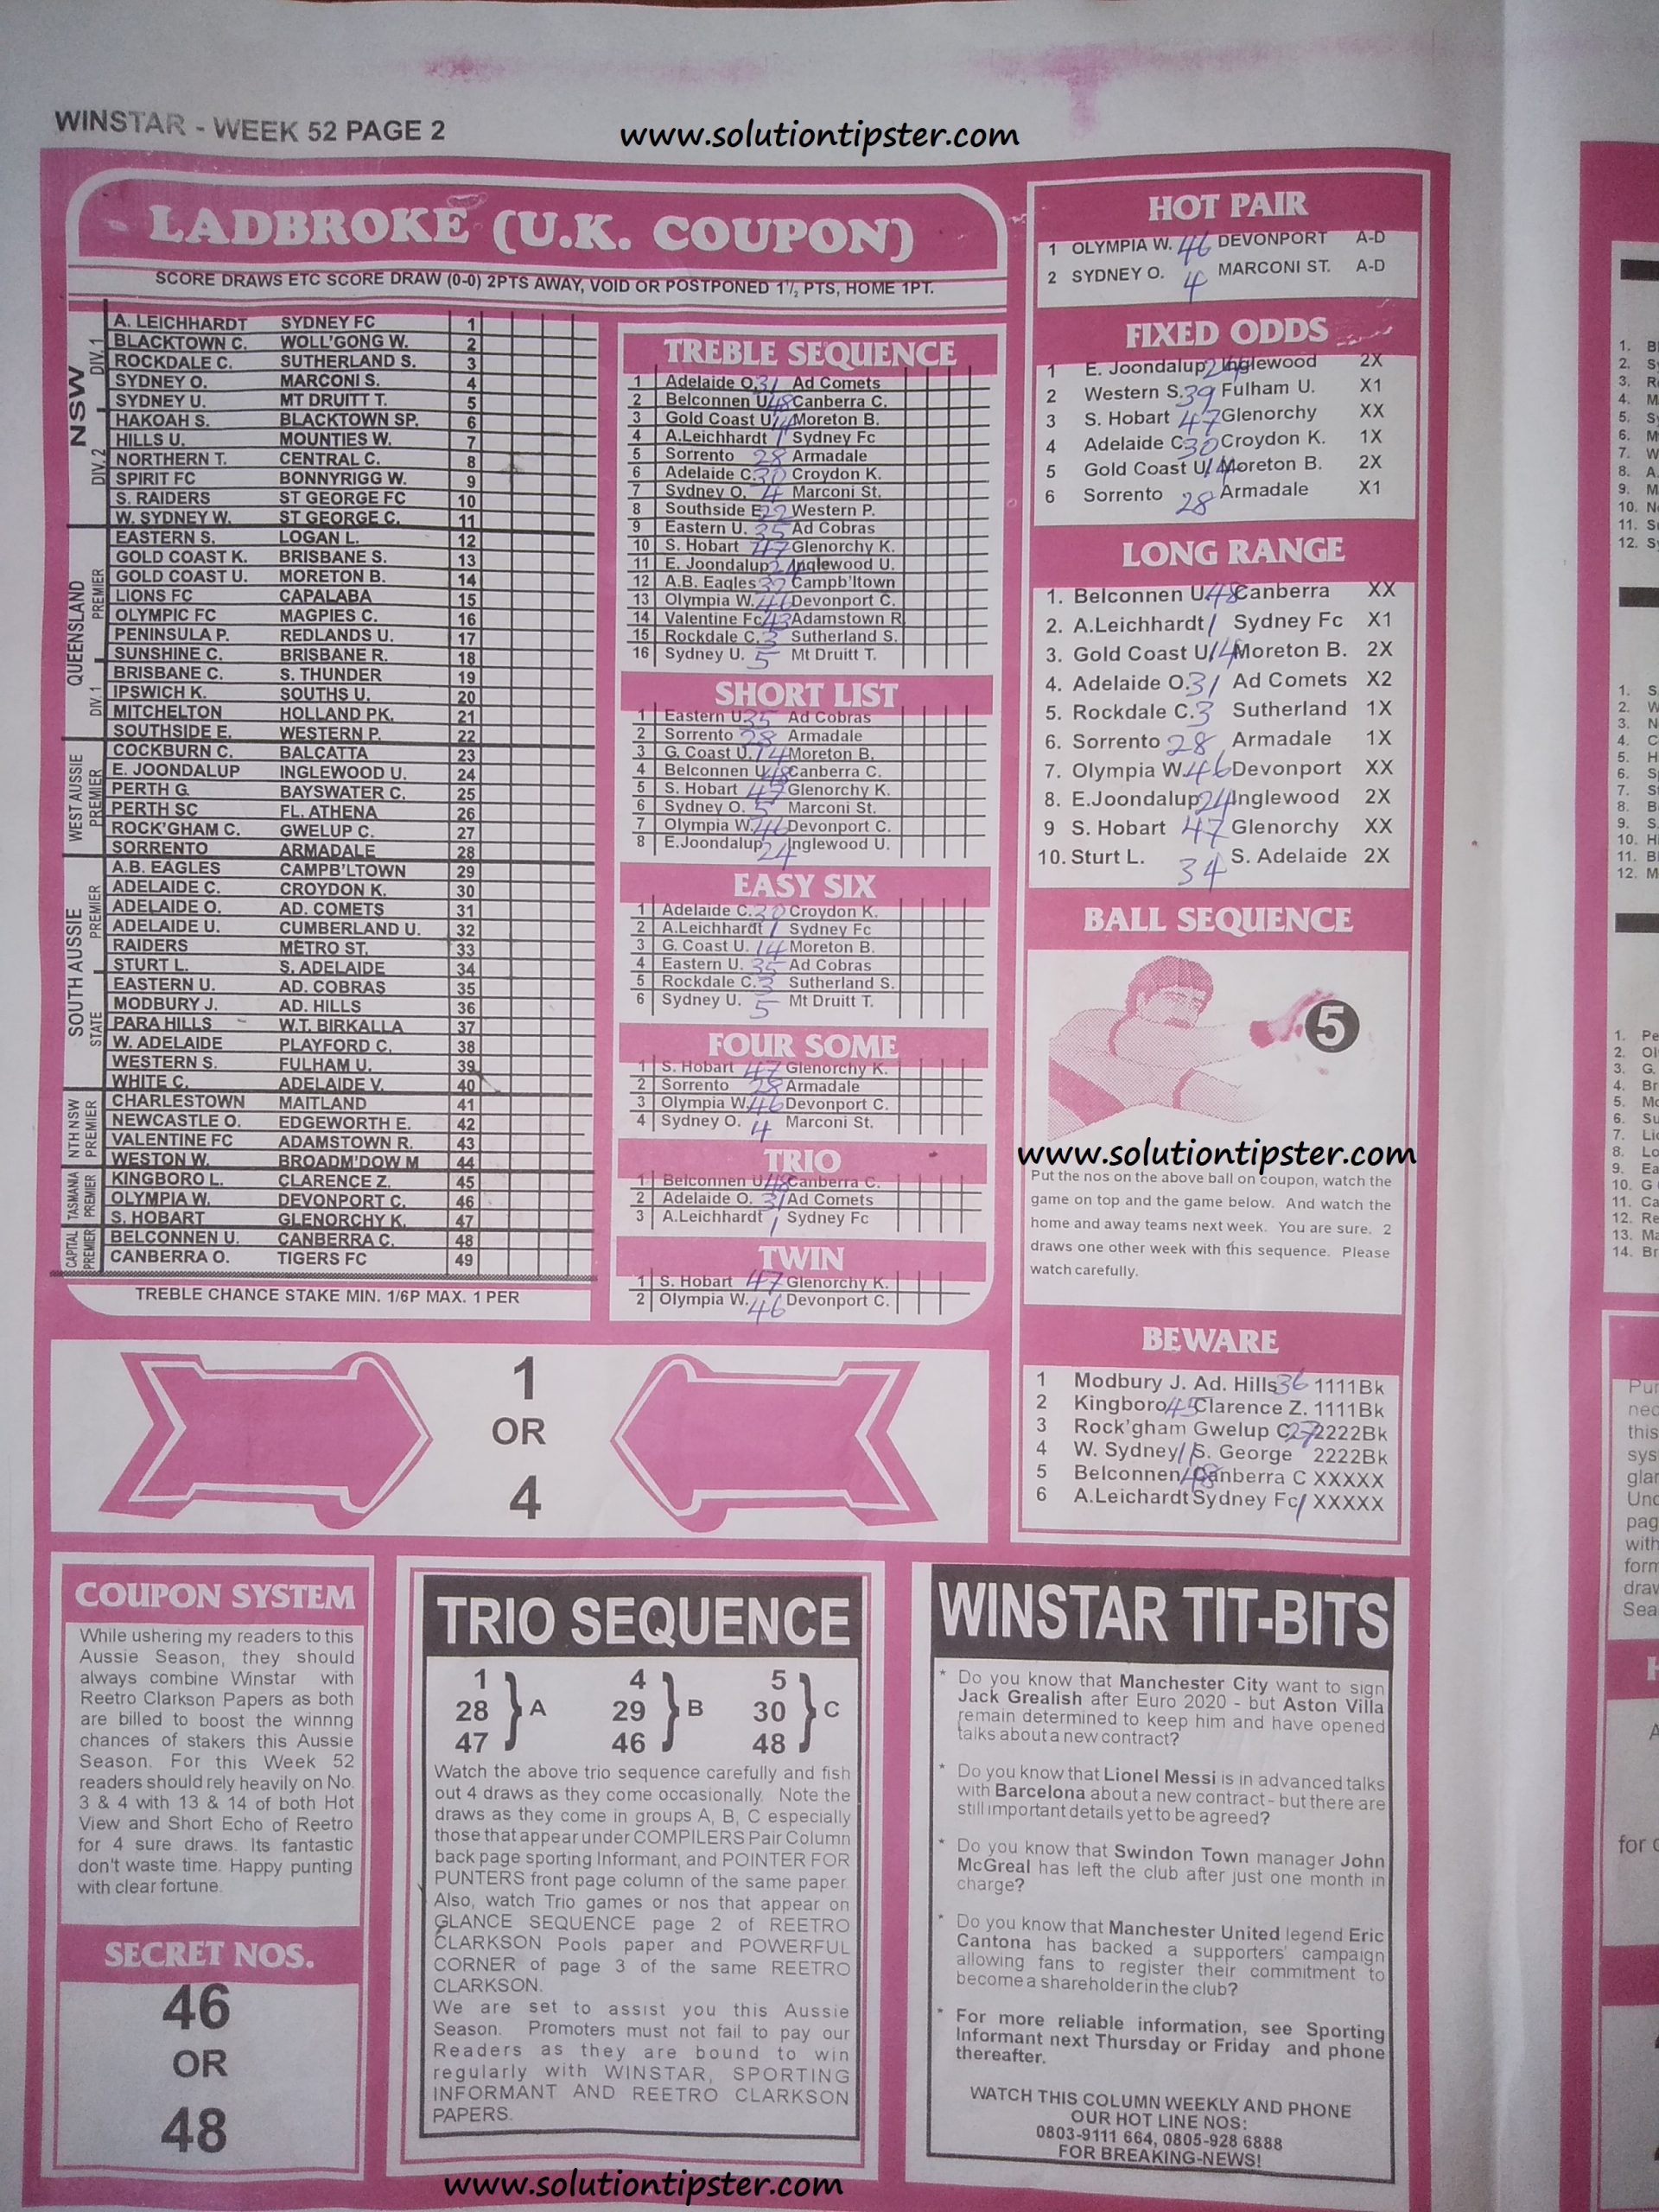 WINSTAR - WEEK 52 PAGE 2
www.solutiontipster.com
LADBROKE (U.K. COUPON)
SCORE DRAWS ETC SCORE DRAW (0-0) 2PTS AWAY, VOID OR POSTPONED 1½ PTS, HOME 1PT.
NSW
DIV. 1
A. LEICHHARDT SYDNEY FC 1
BLACKTOWN C. WOLL'GONG W. 2
ROCKDALE C. SUTHERLAND S. 3
SYDNEY O. MARCONI S. 4
SYDNEY U. MT DRUITT T. 5
DIV. 2
HAKOAH S. BLACKTOWN SP. 6
HILLS U. MOUNTIES W. 7
NORTHERN T. CENTRAL C. 8
SPIRIT FC BONNYRIGG W. 9
S. RAIDERS ST GEORGE FC 10
W. SYDNEY W. ST GEORGE C. 11
QUEENSLAND
PREMIER
EASTERN S. LOGAN L. 12
GOLD COAST K. BRISBANE S. 13
GOLD COAST U. MORETON B. 14
LIONS FC CAPALABA 15
OLYMPIC FC MAGPIES C. 16
PENINSULA P. REDLANDS U. 17
SUNSHINE C. BRISBANE R. 18
DIV. 1
BRISBANE C. S. THUNDER 19
IPSWICH K. SOUTHS U. 20
MITCHELTON HOLLAND PK. 21
SOUTHSIDE E. WESTERN P. 22
WEST AUSSIE
PREMIER
COCKBURN C. BALCATTA 23
E. JOONDALUP INGLEWOOD U. 24
PERTH G. BAYSWATER C. 25
PERTH SC FL. ATHENA 26
ROCK'GHAM C. GWELUP C. 27
SORRENTO ARMADALE 28
SOUTH AUSSIE
PREMIER
A.B. EAGLES CAMPB'LTOWN 29
ADELAIDE C. CROYDON K. 30
ADELAIDE O. AD. COMETS 31
ADELAIDE U. CUMBERLAND U. 32
RAIDERS METRO ST. 33
STURT L. S. ADELAIDE 34
STATE
EASTERN U. AD. COBRAS 35
MODBURY J. AD. HILLS 36
PARA HILLS W.T. BIRKALLA 37
W. ADELAIDE PLAYFORD C. 38
WESTERN S. FULHAM U. 39
WHITE C. ADELAIDE V. 40
NTH NSW
PREMIER
CHARLESTOWN MAITLAND 41
NEWCASTLE O. EDGEWORTH E. 42
VALENTINE FC ADAMSTOWN R. 43
WESTON W. BROADM'DOW M 44
TASMANIA
PREMIER
KINGBORO L. CLARENCE Z. 45
OLYMPIA W. DEVONPORT C. 46
S. HOBART GLENORCHY K. 47
CAPITAL
PREMIER
BELCONNEN U. CANBERRA C. 48
CANBERRA O. TIGERS FC 49
TREBLE CHANCE STAKE MIN. 1/6P MAX. 1 PER
TREBLE SEQUENCE
1 Adelaide O. 31 Ad Comets
2 Belconnen U. 48 Canberra C.
3 Gold Coast U. 14 Moreton B.
4 A.Leichhardt 1 Sydney Fc
5 Sorrento 28 Armadale
6 Adelaide C. 30 Croydon K.
7 Sydney O. 4 Marconi St.
8 Southside E. 22 Western P.
9 Eastern U. 35 Ad Cobras
10 S. Hobart 47 Glenorchy K.
11 E. Joondalup 24 Inglewood U.
12 A.B. Eagles 32 Campb'ltown
13 Olympia W. 46 Devonport C.
14 Valentine Fc 43 Adamstown R
15 Rockdale C. 3 Sutherland S.
16 Sydney U. 5 Mt Druitt T.
SHORT LIST
1 Eastern U. 35 Ad Cobras
2 Sorrento 28 Armadale
3 G. Coast U. 14 Moreton B.
4 Belconnen U. 48 Canberra C.
5 S. Hobart 47 Glenorchy K.
6 Sydney O. 5 Marconi St.
7 Olympia W. 46 Devonport C.
8 E.Joondalup 24 Inglewood U.
EASY SIX
1 Adelaide C. 30 Croydon K.
2 A.Leichhardt 1 Sydney Fc
3 G. Coast U. 14 Moreton B.
4 Eastern U. 35 Ad Cobras
5 Rockdale C. 3 Sutherland S.
6 Sydney U. 5 Mt Druitt T.
FOUR SOME
1 S. Hobart 47 Glenorchy K.
2 Sorrento 28 Armadale
3 Olympia W. 46 Devonport C.
4 Sydney O. 4 Marconi St.
TRIO
1 Belconnen U. 48 Canberra C.
2 Adelaide O. 31 Ad Comets
3 A.Leichhardt 1 Sydney Fc
TWIN
1 S. Hobart 47 Glenorchy K.
2 Olympia W. 46 Devonport C.
HOT PAIR
1 OLYMPIA W. 46 DEVONPORT A-D
2 SYDNEY O. 4 MARCONI ST. A-D
FIXED ODDS
1 E. Joondalup 24 Inglewood 2X
2 Western S. 39 Fulham U. X1
3 S. Hobart 47 Glenorchy XX
4 Adelaide C. 30 Croydon K. 1X
5 Gold Coast U. 14 Moreton B. 2X
6 Sorrento 28 Armadale X1
LONG RANGE
1. Belconnen U. 48 Canberra XX
2. A.Leichhardt 1 Sydney Fc X1
3. Gold Coast U. 14 Moreton B. 2X
4. Adelaide O. 31 Ad Comets X2
5. Rockdale C. 3 Sutherland 1X
6. Sorrento 28 Armadale 1X
7. Olympia W. 46 Devonport XX
8. E.Joondalup 24 Inglewood 2X
9 S. Hobart 47 Glenorchy XX
10. Sturt L. 34 S. Adelaide 2X
BALL SEQUENCE
5
www.solutiontipster.com
Put the nos on the above ball on coupon, watch the
game on top and the game below. And watch the
home and away teams next week. You are sure. 2
draws one other week with this sequence. Please
watch carefully.
BEWARE
1 Modbury J. Ad. Hills 36 1111Bk
2 Kingboro 45 Clarence Z. 1111Bk
3 Rock'gham Gwelup C. 27 2222Bk
4 W. Sydney 11 S. George 2222Bk
5 Belconnen 48 Canberra C XXXXX
6 A.Leichardt Sydney Fc 1 XXXXX
1
OR
4
COUPON SYSTEM
While ushering my readers to this
Aussie Season, they should
always combine Winstar with
Reetro Clarkson Papers as both
are billed to boost the winnng
chances of stakers this Aussie
Season. For this Week 52
readers should rely heavily on No.
3 & 4 with 13 & 14 of both Hot
View and Short Echo of Reetro
for 4 sure draws. Its fantastic
don't waste time. Happy punting
with clear fortune.
SECRET NOS.
46
OR
48
TRIO SEQUENCE
1 28 47 } A
4 29 46 } B
5 30 48 } C
Watch the above trio sequence carefully and fish
out 4 draws as they come occasionally. Note the
draws as they come in groups A, B, C especially
those that appear under COMPILERS Pair Column
back page sporting Informant, and POINTER FOR
PUNTERS front page column of the same paper.
Also, watch Trio games or nos that appear on
GLANCE SEQUENCE page 2 of REETRO
CLARKSON Pools paper and POWERFUL
CORNER of page 3 of the same REETRO
CLARKSON.
We are set to assist you this Aussie
Season. Promoters must not fail to pay our
Readers as they are bound to win
regularly with WINSTAR, SPORTING
INFORMANT AND REETRO CLARKSON
PAPERS.
WINSTAR TIT-BITS
* Do you know that Manchester City want to sign
Jack Grealish after Euro 2020 - but Aston Villa
remain determined to keep him and have opened
talks about a new contract?
* Do you know that Lionel Messi is in advanced talks
with Barcelona about a new contract - but there are
still important details yet to be agreed?
* Do you know that Swindon Town manager John
McGreal has left the club after just one month in
charge?
* Do you know that Manchester United legend Eric
Cantona has backed a supporters' campaign
allowing fans to register their commitment to
become a shareholder in the club?
* For more reliable information, see Sporting
Informant next Thursday or Friday and phone
thereafter.
WATCH THIS COLUMN WEEKLY AND PHONE
OUR HOT LINE NOS:
0803-9111 664, 0805-928 6888
FOR BREAKING-NEWS!
www.solutiontipster.com